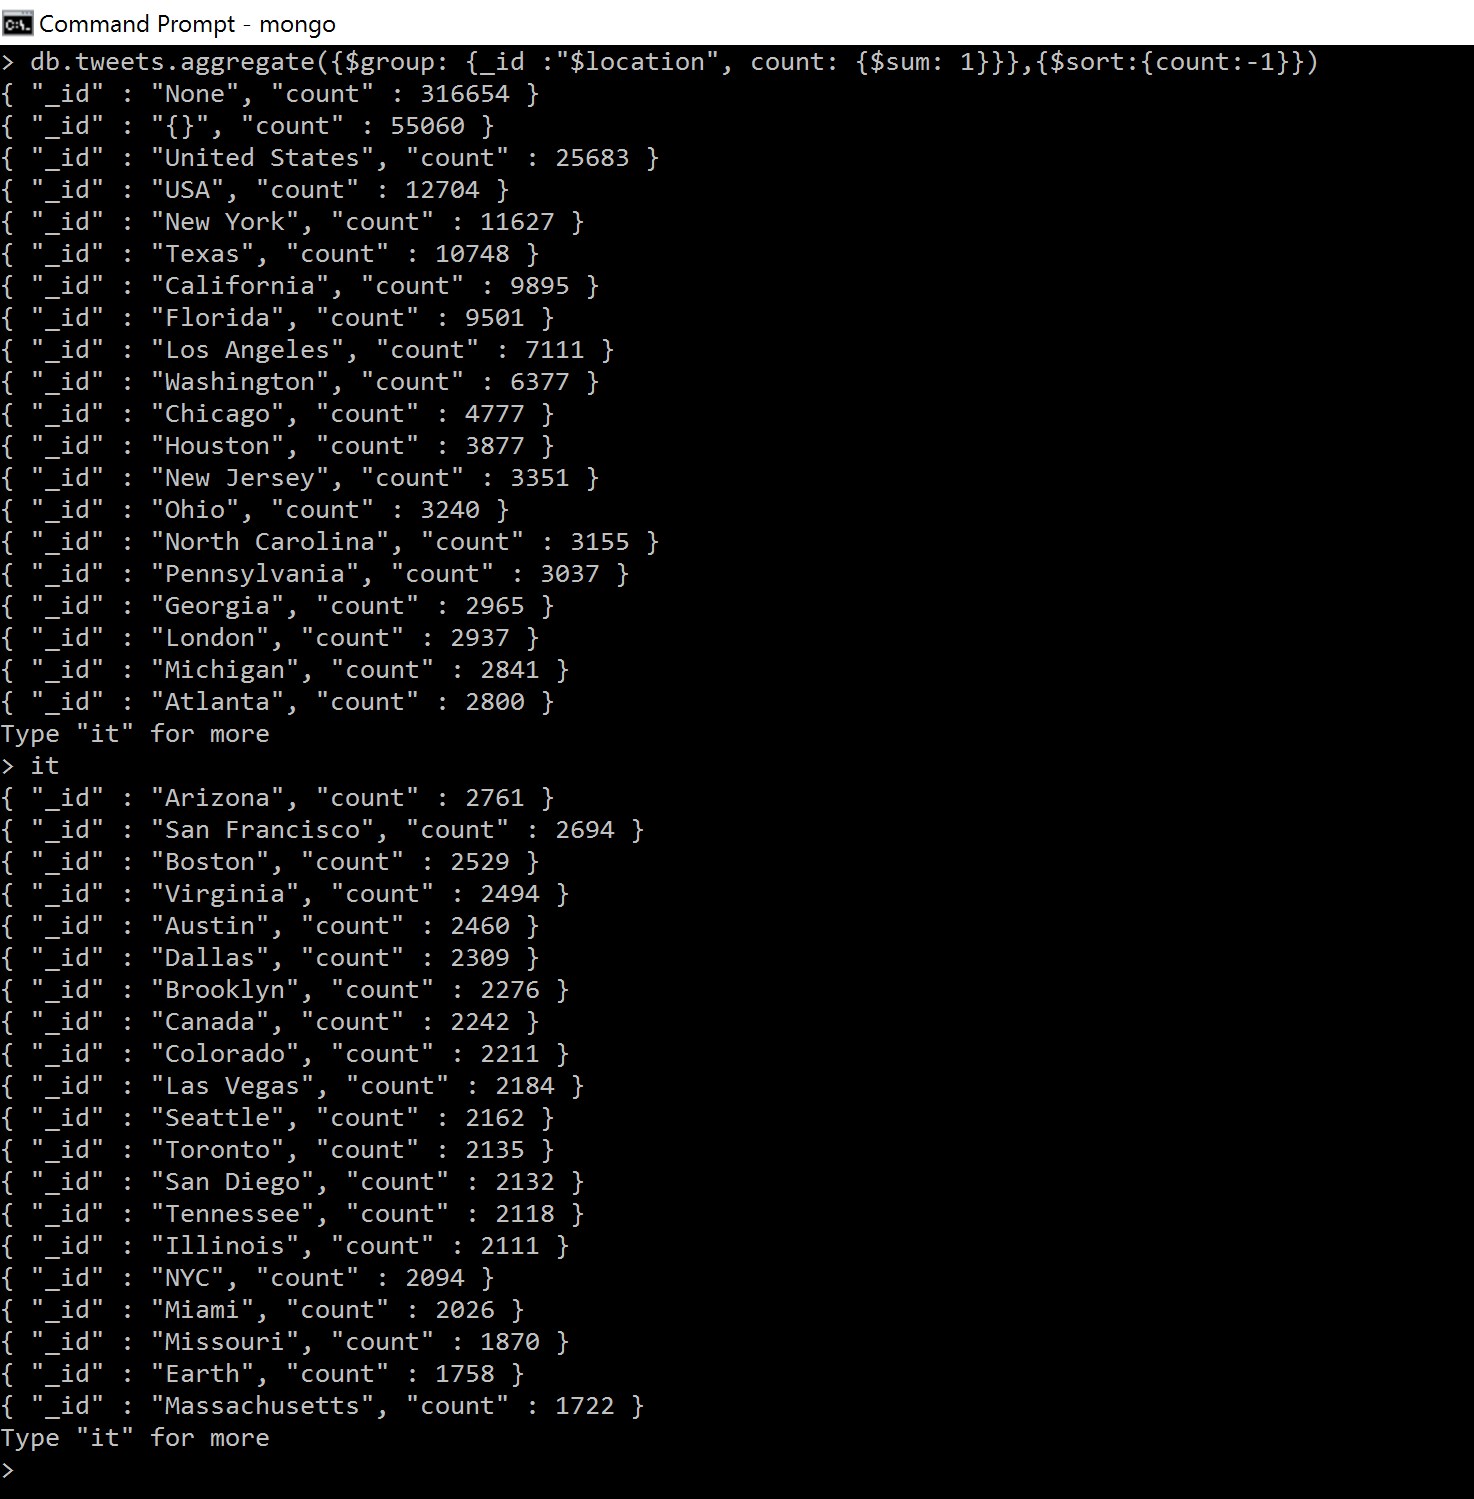 Command Prompt - mongo
> db.tweets.aggregate({$group: {_id :"$location", count: {$sum: 1}}},{$sort:{count:-1}})
{ "_id" : "None", "count" : 316654 }
{ "_id" : "{}", "count" : 55060 }
{ "_id" : "United States", "count" : 25683 }
{ "_id" : "USA", "count" : 12704 }
{ "_id" : "New York", "count" : 11627 }
{ "_id" : "Texas", "count" : 10748 }
{ "_id" : "California", "count" : 9895 }
{ "_id" : "Florida", "count" : 9501 }
{ "_id" : "Los Angeles", "count" : 7111 }
{ "_id" : "Washington", "count" : 6377 }
{ "_id" : "Chicago", "count" : 4777 }
{ "_id" : "Houston", "count" : 3877 }
{ "_id" : "New Jersey", "count" : 3351 }
{ "_id" : "Ohio", "count" : 3240 }
{ "_id" : "North Carolina", "count" : 3155 }
{ "_id" : "Pennsylvania", "count" : 3037 }
{ "_id" : "Georgia", "count" : 2965 }
{ "_id" : "London", "count" : 2937 }
{ "_id" : "Michigan", "count" : 2841 }
{ "_id" : "Atlanta", "count" : 2800 }
Type "it" for more
> it
{ "_id" : "Arizona", "count" : 2761 }
{ "_id" : "San Francisco", "count" : 2694 }
{ "_id" : "Boston", "count" : 2529 }
{ "_id" : "Virginia", "count" : 2494 }
{ "_id" : "Austin", "count" : 2460 }
{ "_id" : "Dallas", "count" : 2309 }
{ "_id" : "Brooklyn", "count" : 2276 }
{ "_id" : "Canada", "count" : 2242 }
{ "_id" : "Colorado", "count" : 2211 }
{ "_id" : "Las Vegas", "count" : 2184 }
{ "_id" : "Seattle", "count" : 2162 }
{ "_id" : "Toronto", "count" : 2135 }
{ "_id" : "San Diego", "count" : 2132 }
{ "_id" : "Tennessee", "count" : 2118 }
{ "_id" : "Illinois", "count" : 2111 }
{ "_id" : "NYC", "count" : 2094 }
{ "_id" : "Miami", "count" : 2026 }
{ "_id" : "Missouri", "count" : 1870 }
{ "_id" : "Earth", "count" : 1758 }
{ "_id" : "Massachusetts", "count" : 1722 }
Type "it" for more
>